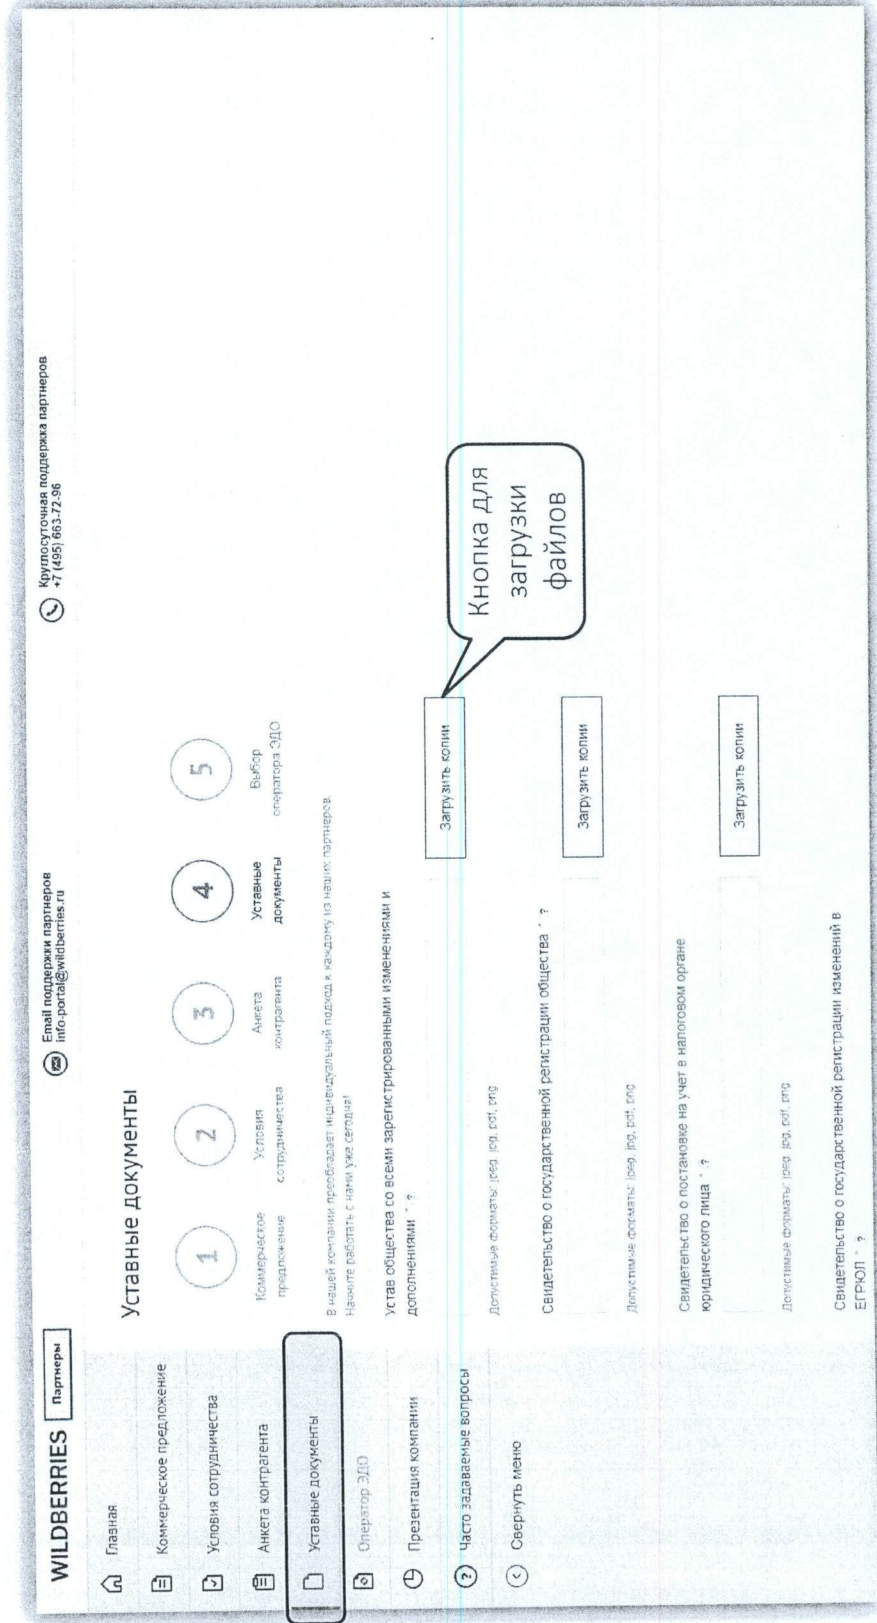 WILDBERRIES Партнеры
Email поддержки партнеров
info-portal@wildberries.ru
Круглосуточная поддержка партнеров
+7 (495) 663-72-96
Главная
Коммерческое предложение
Условия сотрудничества
Анкета контрагента
Уставные документы
Оператор ЭДО
Презентация компании
Часто задаваемые вопросы
Свернуть меню
Уставные документы
1
Коммерческое
предложение
2
Условия
сотрудничества
3
Анкета
контрагента
4
Уставные
документы
5
Выбор
оператора ЭДО
В нашей компании преобладает индивидуальный подход к каждому из наших партнеров.
Начните работать с нами уже сегодня!
Устав общества со всеми зарегистрированными изменениями и
дополнениями * ?
Загрузить копии
Допустимые форматы: jpeg, jpg, pdf, png
Кнопка для
загрузки
файлов
Свидетельство о государственной регистрации общества * ?
Загрузить копии
Допустимые форматы: jpeg, jpg, pdf, png
Свидетельство о постановке на учет в налоговом органе
юридического лица * ?
Загрузить копии
Допустимые форматы: jpeg, jpg, pdf, png
Свидетельство о государственной регистрации изменений в
ЕГРЮЛ * ?